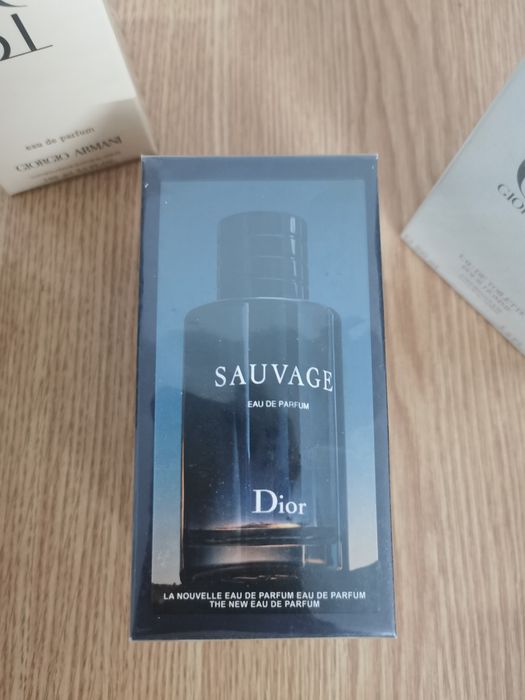 eau de parfum
GIORGIO ARMANI
SAUVAGE
EAU DE PARFUM
Dior
LA NOUVELLE EAU DE PARFUM EAU DE PARFUM
THE NEW EAU DE PARFUM